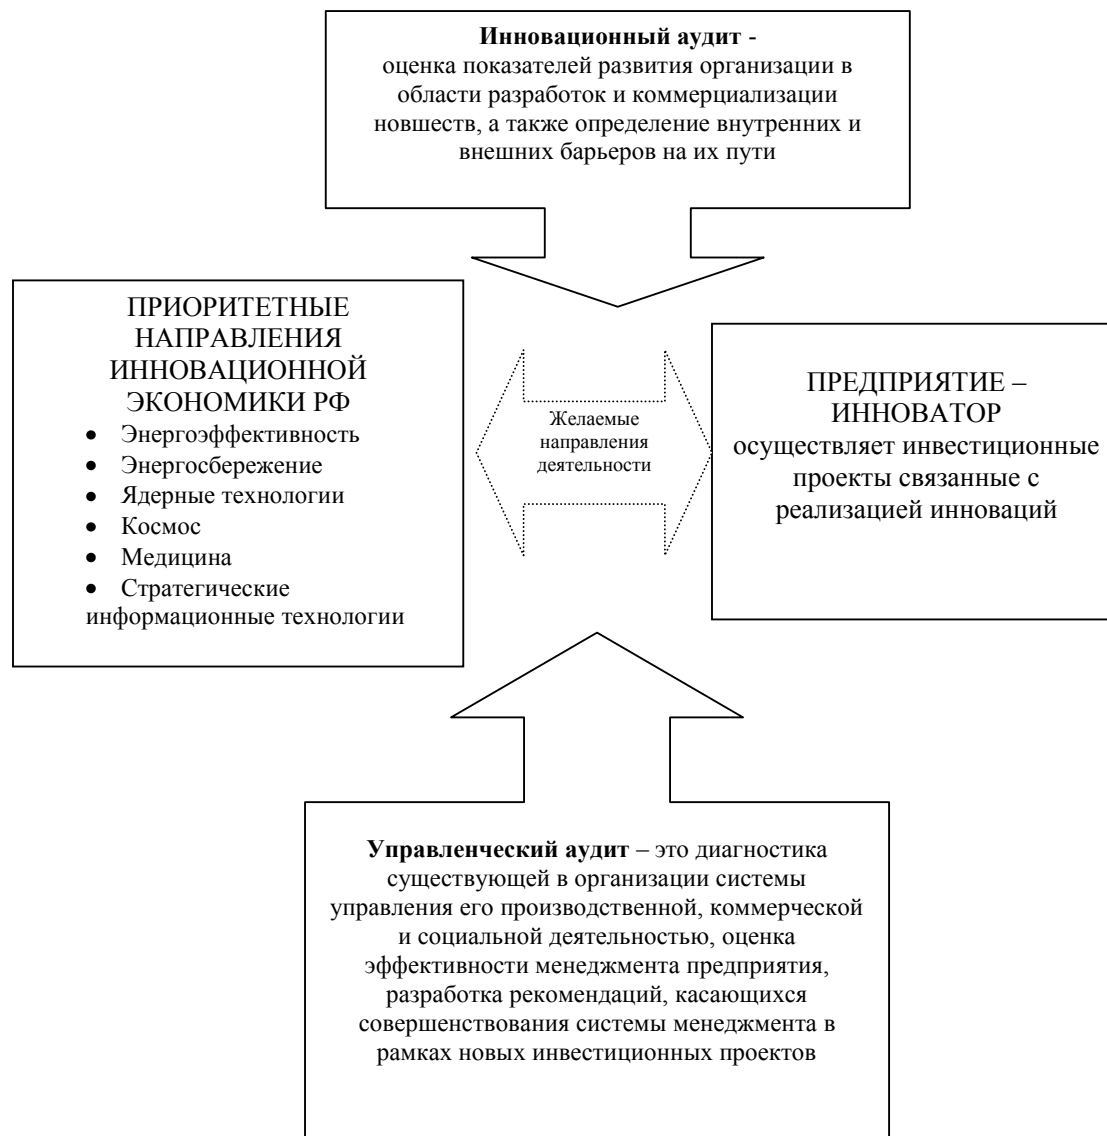 Инновационный аудит -
оценка показателей развития организации в
области разработок и коммерциализации
новшеств, а также определение внутренних и
внешних барьеров на их пути
ПРИОРИТЕТНЫЕ
НАПРАВЛЕНИЯ
ИННОВАЦИОННОЙ
ЭКОНОМИКИ РФ
• Энергоэффективность
• Энергосбережение
• Ядерные технологии
• Космос
• Медицина
• Стратегические
информационные технологии
Желаемые
направления
деятельности
ПРЕДПРИЯТИЕ –
ИННОВАТОР
осуществляет инвестиционные
проекты связанные с
реализацией инноваций
Управленческий аудит – это диагностика
существующей в организации системы
управления его производственной, коммерческой
и социальной деятельностью, оценка
эффективности менеджмента предприятия,
разработка рекомендаций, касающихся
совершенствования системы менеджмента в
рамках новых инвестиционных проектов